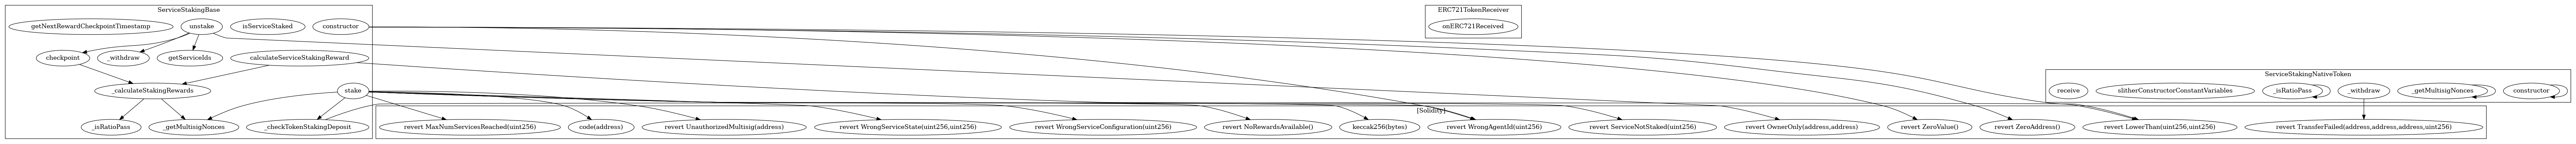 ServiceStakingBase
ERC721TokenReceiver
getNextRewardCheckpointTimestamp
unstake
isServiceStaked
constructor
onERC721Received
checkpoint
_withdraw
getServiceIds
calculateServiceStakingReward
ServiceStakingNativeToken
_calculateStakingRewards
stake
receive
slitherConstructorConstantVariables
_isRatioPass
_withdraw
_getMultisigNonces
constructor
[Solidity]
_isRatioPass
_getMultisigNonces
_checkTokenStakingDeposit
revert MaxNumServicesReached(uint256)
code(address)
revert UnauthorizedMultisig(address)
revert WrongServiceState(uint256,uint256)
revert WrongServiceConfiguration(uint256)
revert NoRewardsAvailable()
keccak256(bytes)
revert WrongAgentId(uint256)
revert ServiceNotStaked(uint256)
revert OwnerOnly(address,address)
revert ZeroValue()
revert ZeroAddress()
revert LowerThan(uint256,uint256)
revert TransferFailed(address,address,address,uint256)